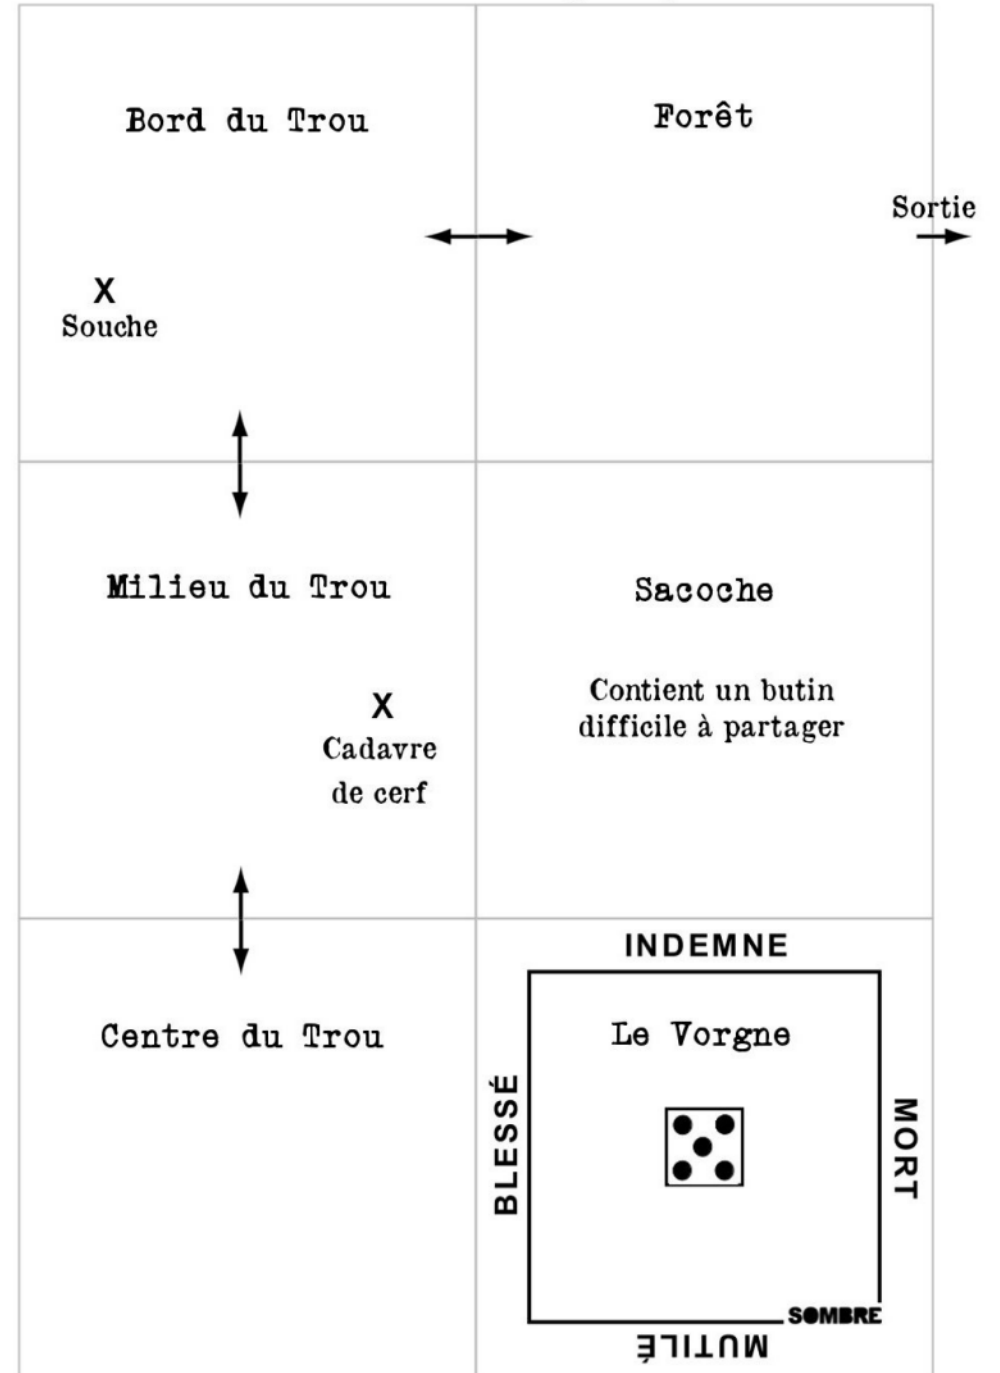 Bord du Trou
Forêt
Sortie
X
Souche
Milieu du Trou
Sacoche
Contient un butin
difficile à partager
X
Cadavre
de cerf
Centre du Trou
INDEMNE
Le Vorgne
BLESSÉ
MORT
SOMBRE
MUTILÉ